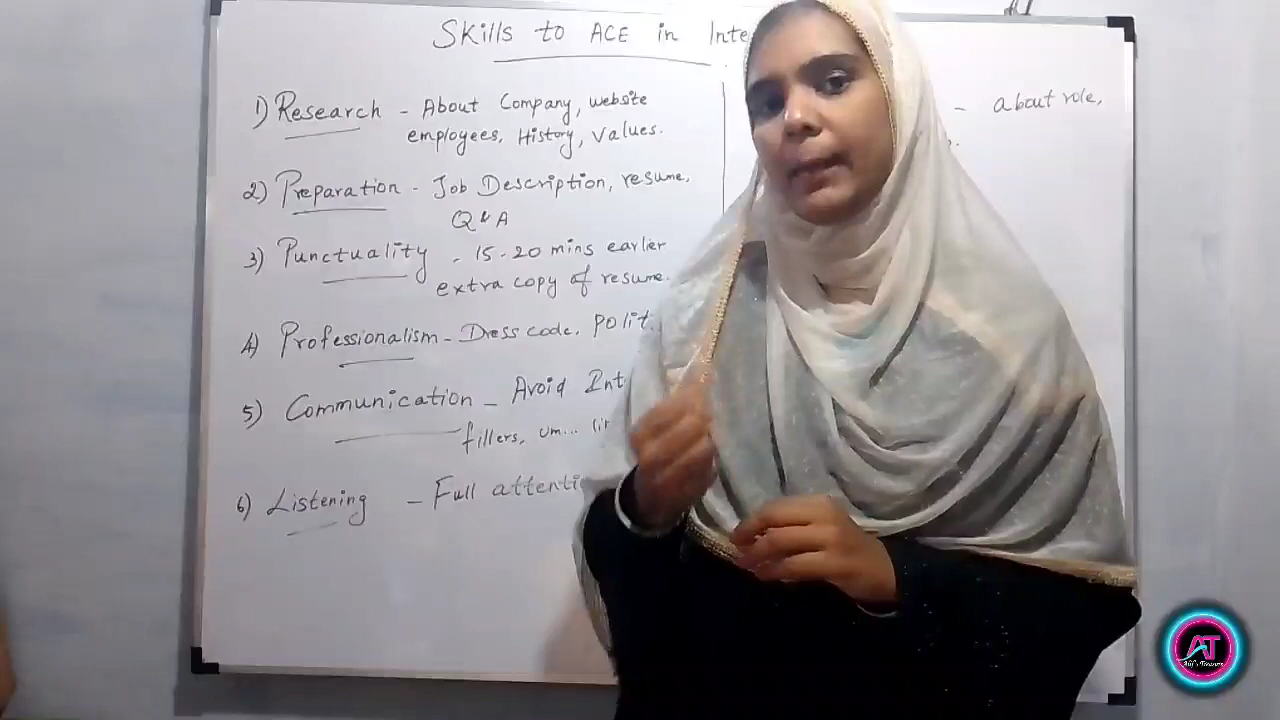 Skills to ACE in Inte
1) Research - About Company, website
employees, History, Values.
2) Preparation - Job Description, resume,
Q & A
3) Punctuality - 15-20 mins earlier
extra copy of resume.
4) Professionalism - Dress code, polit
5) Communication - Avoid Int
fillers, um...
6) Listening - Full attenti
- about role,
AT